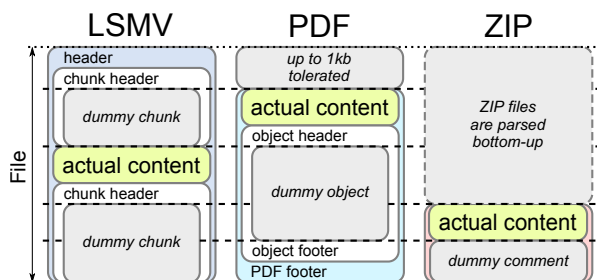 LSMV
PDF
ZIP
File
header
chunk header
dummy chunk
actual content
chunk header
dummy chunk
up to 1kb
tolerated
actual content
object header
dummy object
object footer
PDF footer
ZIP files
are parsed
bottom-up
actual content
dummy comment